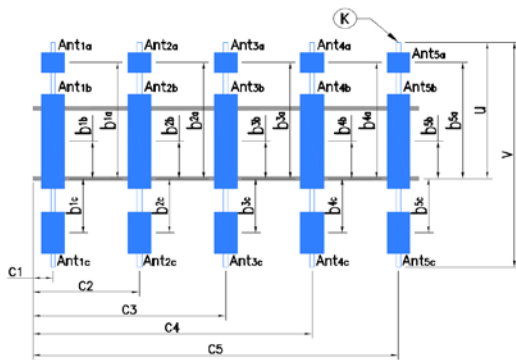 K
Ant1a
Ant2a
Ant3a
Ant4a
Ant5a
Ant1b
Ant2b
Ant3b
Ant4b
Ant5b
b1b
b1a
b2b
b2a
b3b
b3a
b4b
b4a
b5b
b5a
u
v
b1c
b2c
b3c
b4c
b5c
Ant1c
Ant2c
Ant3c
Ant4c
Ant5c
C1
C2
C3
C4
C5